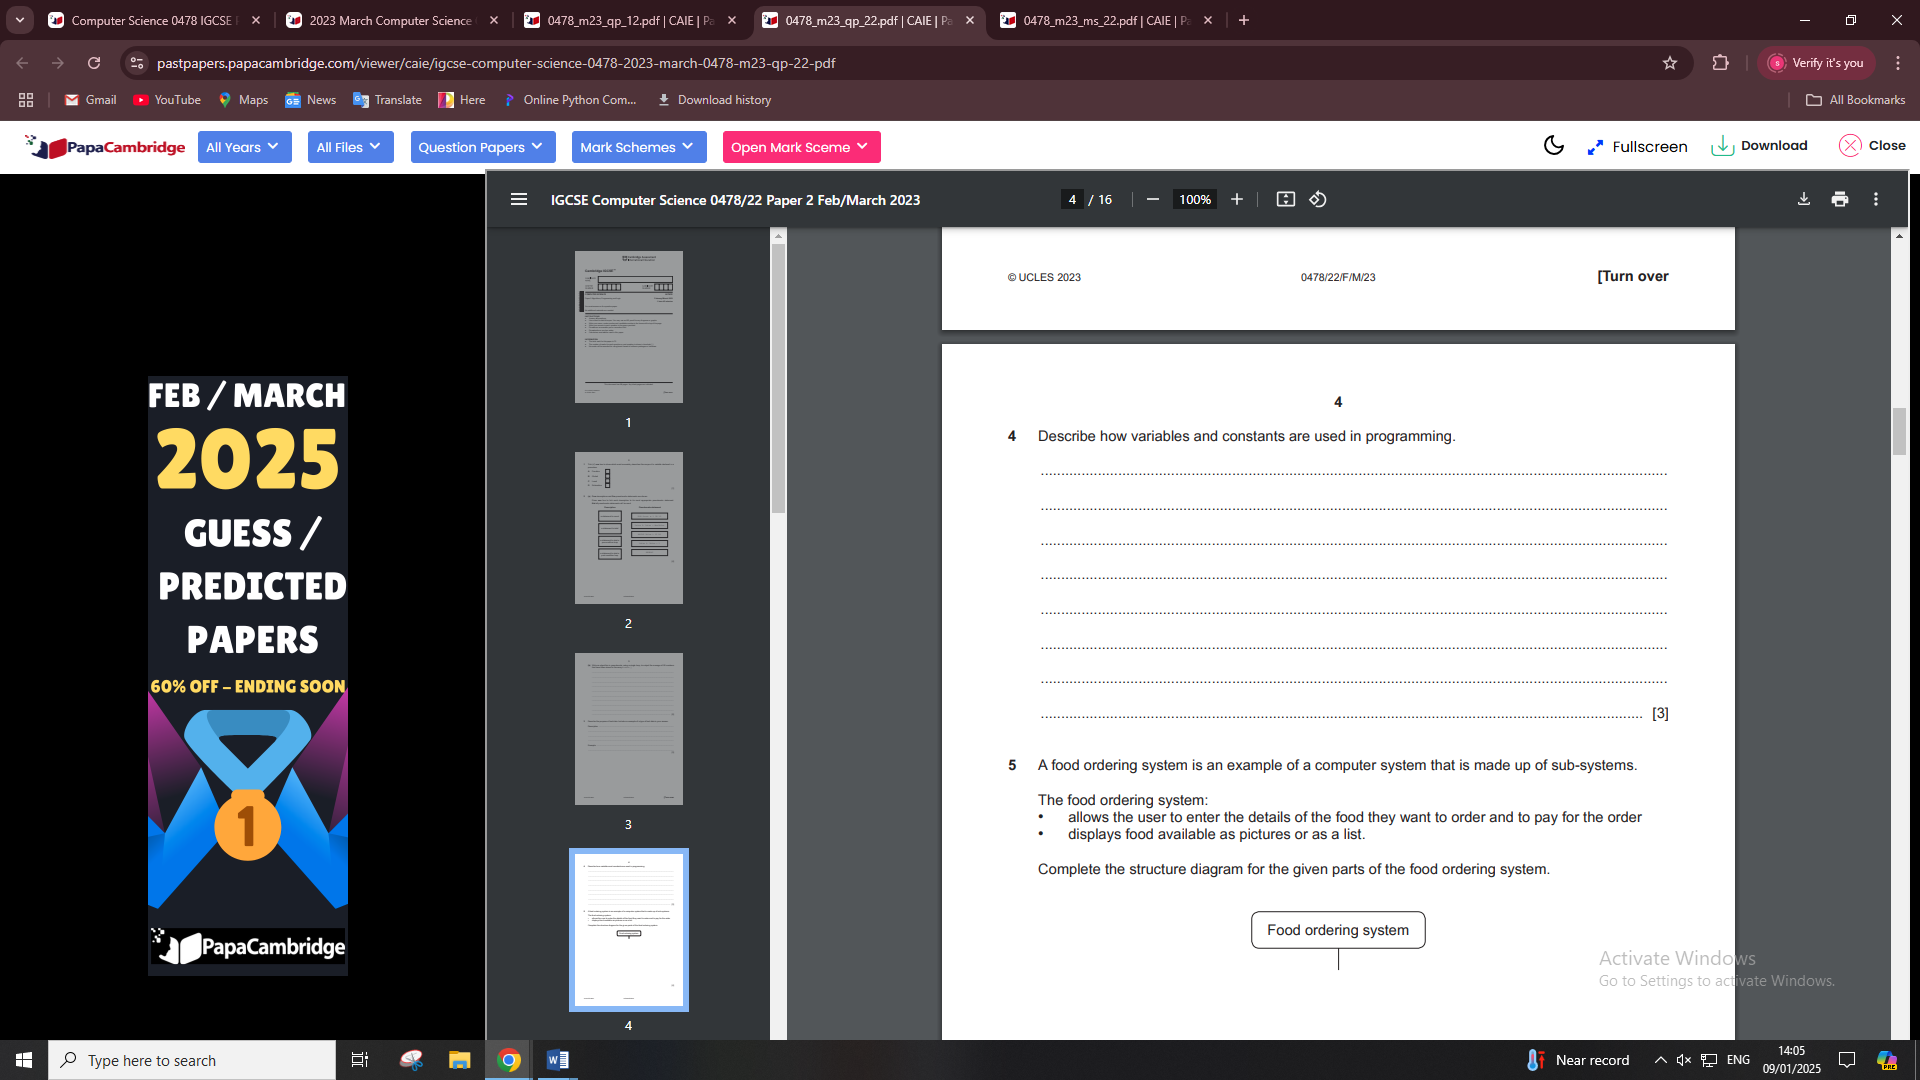 Computer Science 0478 IGCSE
2023 March Computer Science
0478_m23_qp_12.pdf | CAIE | Pa
0478_m23_qp_22.pdf | CAIE | Pa
0478_m23_ms_22.pdf | CAIE | Pa
pastpapers.papacambridge.com/viewer/caie/igcse-computer-science-0478-2023-march-0478-m23-qp-22-pdf
s
Verify it's you
Gmail
YouTube
Maps
News
Translate
Here
Online Python Com...
Download history
All Bookmarks
PapaCambridge
All Years
All Files
Question Papers
Mark Schemes
Open Mark Sceme
Fullscreen
Download
Close
IGCSE Computer Science 0478/22 Paper 2 Feb/March 2023
4 / 16
100%
FEB / MARCH
2025
GUESS /
PREDICTED
PAPERS
60% OFF – ENDING SOON
1
PapaCambridge
1
2
3
4
© UCLES 2023
0478/22/F/M/23
[Turn over
4
4 Describe how variables and constants are used in programming.
[3]
5 A food ordering system is an example of a computer system that is made up of sub-systems.
The food ordering system:
• allows the user to enter the details of the food they want to order and to pay for the order
• displays food available as pictures or as a list.
Complete the structure diagram for the given parts of the food ordering system.
Food ordering system
Activate Windows
Go to Settings to activate Windows.
Type here to search
Near record
ENG
14:05
09/01/2025